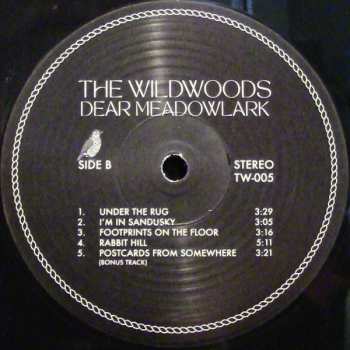 THE WILDWOODS
DEAR MEADOWLARK
SIDE B STEREO
TW-005
1. UNDER THE RUG 3:29
2. I'M IN SANDUSKY 3:05
3. FOOTPRINTS ON THE FLOOR 3:16
4. RABBIT HILL 5:11
5. POSTCARDS FROM SOMEWHERE 3:21
(BONUS TRACK)